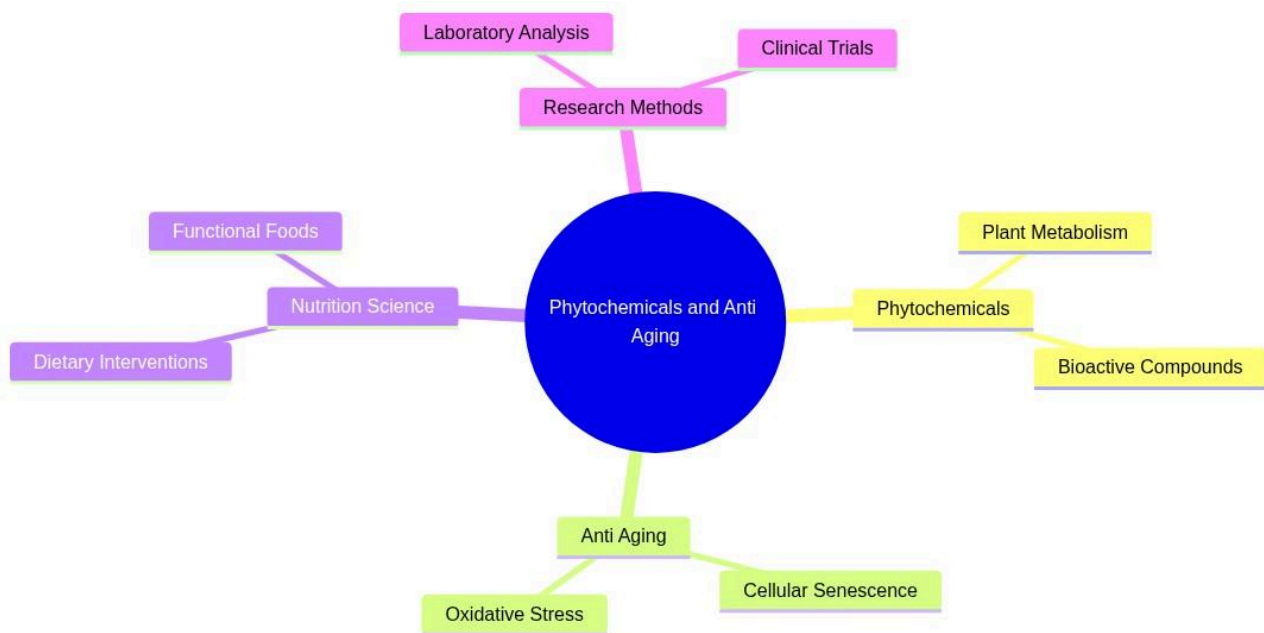 Laboratory Analysis
Clinical Trials
Research Methods
Functional Foods
Plant Metabolism
Nutrition Science
Phytochemicals and Anti
Aging
Phytochemicals
Dietary Interventions
Bioactive Compounds
Anti Aging
Cellular Senescence
Oxidative Stress